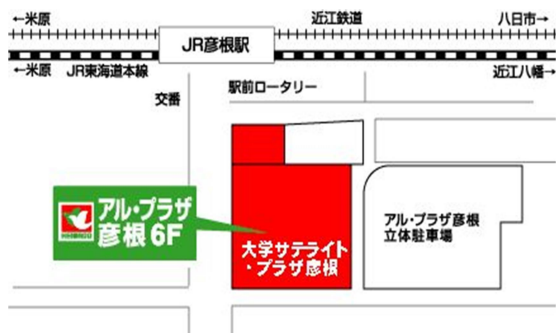 ←米原
近江鉄道
八日市→
JR彦根駅
←米原
JR東海道本線
近江八幡→
交番
駅前ロータリー
アル・プラザ
彦根6F
大学サテライト
・プラザ彦根
アル・プラザ彦根
立体駐車場